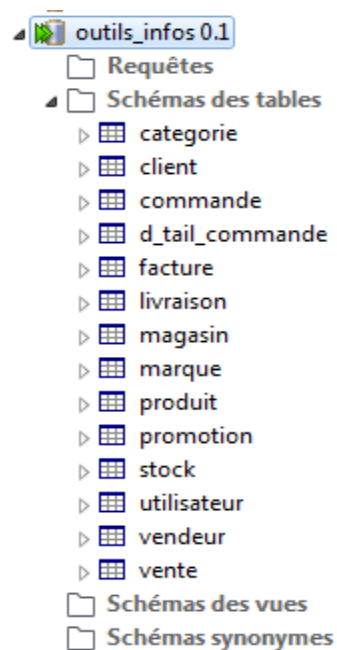 outils_infos 0.1
Requêtes
Schémas des tables
categorie
client
commande
d_tail_commande
facture
livraison
magasin
marque
produit
promotion
stock
utilisateur
vendeur
vente
Schémas des vues
Schémas synonymes